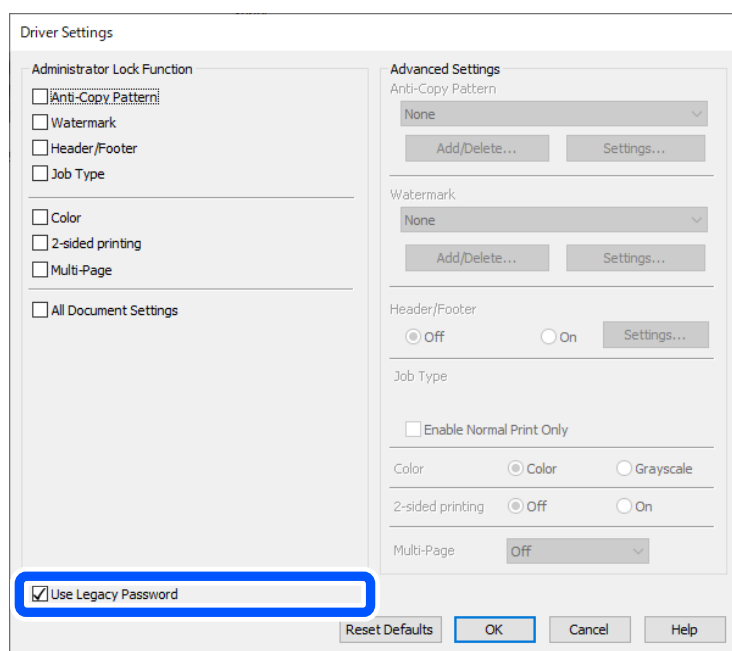 Driver Settings
Administrator Lock Function
Anti-Copy Pattern
Watermark
Header/Footer
Job Type
Color
2-sided printing
Multi-Page
All Document Settings
Use Legacy Password
Advanced Settings
Anti-Copy Pattern
None
Add/Delete... Settings...
Watermark
None
Add/Delete... Settings...
Header/Footer
Off On Settings...
Job Type
Enable Normal Print Only
Color Color Grayscale
2-sided printing Off On
Multi-Page Off
Reset Defaults OK Cancel Help